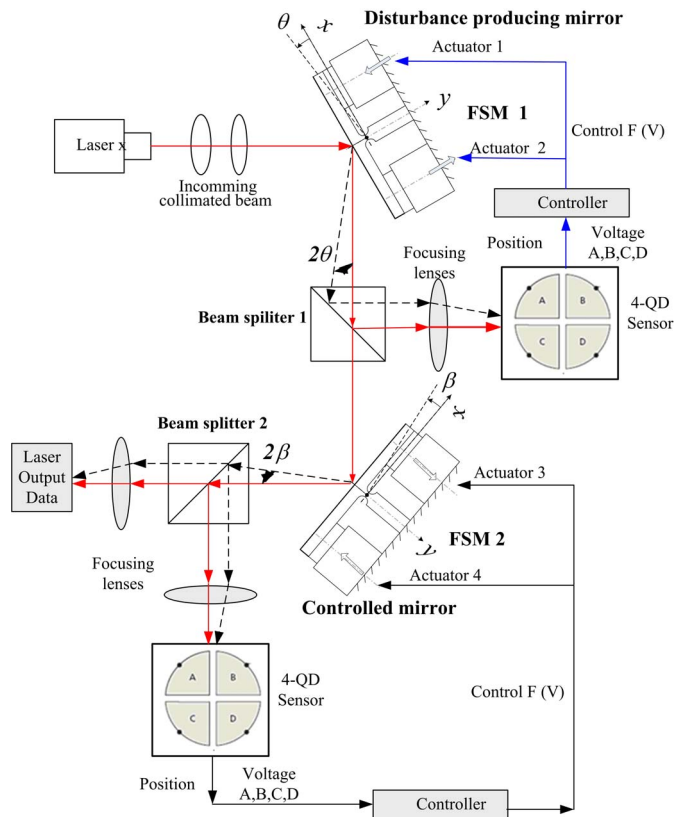 Disturbance producing mirror
θ
x
Actuator 1
y
FSM 1
Laser x
Control F (V)
Actuator 2
Incomming
collimated beam
Controller
Position
Voltage
A,B,C,D
2θ
Focusing
lenses
A
B
4-QD
Sensor
Beam spiliter 1
C
D
β
x
Beam splitter 2
Laser
Output
Data
2β
Actuator 3
FSM 2
y
Focusing
lenses
Actuator 4
Controlled mirror
A
B
4-QD
Sensor
C
D
Control F (V)
Position
Voltage
A,B,C,D
Controller